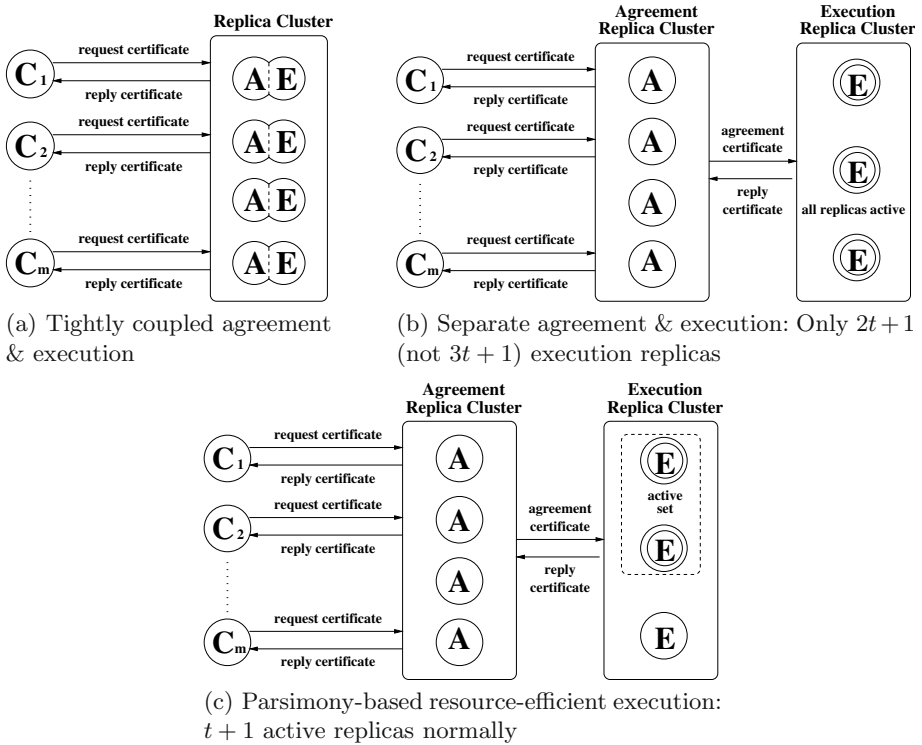 Replica Cluster
C1
request certificate
reply certificate
A E
C2
request certificate
reply certificate
A E
A E
Cm
request certificate
reply certificate
A E
(a) Tightly coupled agreement
& execution
Agreement
Replica Cluster
Execution
Replica Cluster
C1
request certificate
reply certificate
A
E
C2
request certificate
reply certificate
A
agreement
certificate
reply
certificate
E
all replicas active
A
Cm
request certificate
reply certificate
A
E
(b) Separate agreement & execution: Only 2t + 1
(not 3t + 1) execution replicas
Agreement
Replica Cluster
Execution
Replica Cluster
C1
request certificate
reply certificate
A
E
active
set
C2
request certificate
reply certificate
A
agreement
certificate
reply
certificate
E
A
Cm
request certificate
reply certificate
A
E
(c) Parsimony-based resource-efficient execution:
t + 1 active replicas normally